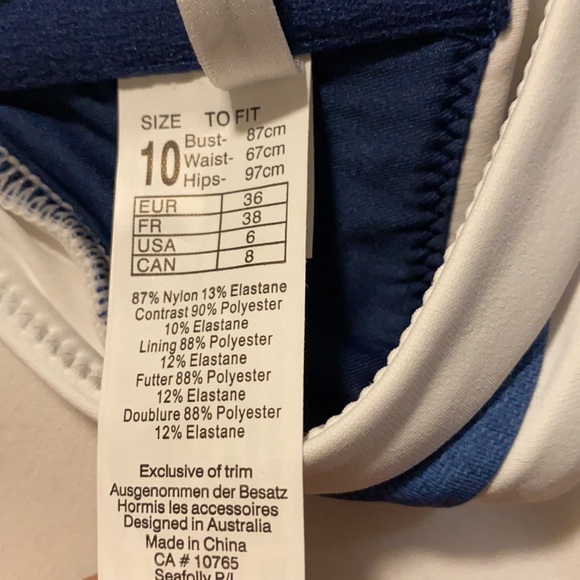 SIZE TO FIT
10 Bust- 87cm
Waist- 67cm
Hips- 97cm
EUR 36
FR 38
USA 6
CAN 8
87% Nylon 13% Elastane
Contrast 90% Polyester
10% Elastane
Lining 88% Polyester
12% Elastane
Futter 88% Polyester
12% Elastane
Doublure 88% Polyester
12% Elastane
Exclusive of trim
Ausgenommen der Besatz
Hormis les accessoires
Designed in Australia
Made in China
CA # 10765
Seafolly P/L